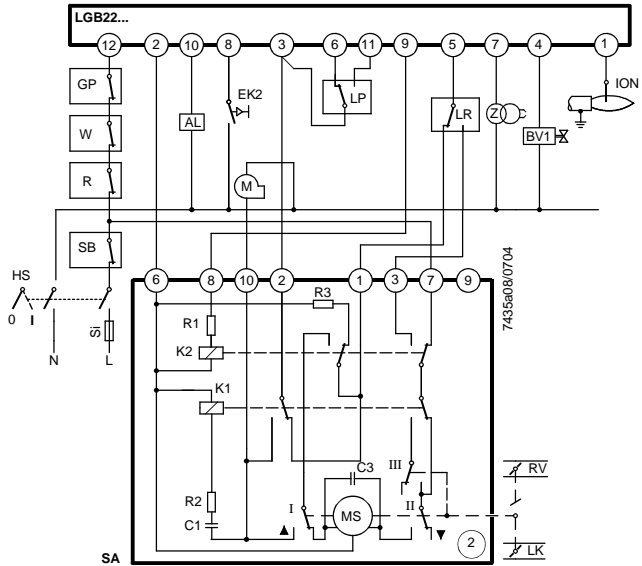 LGB22...
12 2 10 8 3 6 11 9 5 7 4 1
GP
W
R
SB
AL
EK2
LP
LR
Z
BV1
ION
M
HS
0 I
Si
N L
6 8 10 2 1 3 7 9
7435a08/0704
R1
R3
K2
K1
R2
C1
C3
I
MS
III
II
RV
LK
2
SA